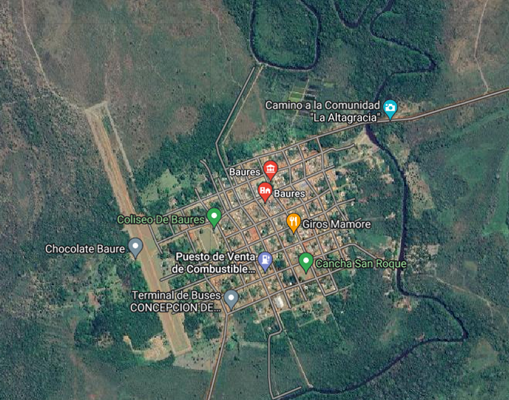 Camino a la Comunidad
"La Altagracia"
Baures
Baures
Coliseo De Baures
Giros Mamore
Chocolate Baure
Puesto de Venta
de Combustible...
Cancha San Roque
Terminal de Buses
CONCEPCION DE...